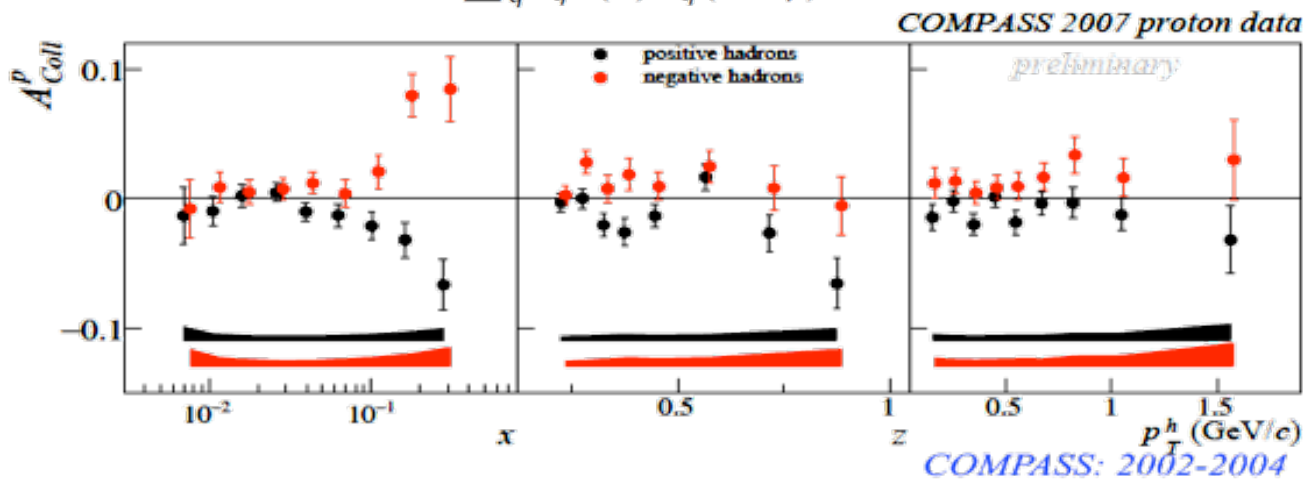 COMPASS 2007 proton data
A^p_Coll
0.1
0
−0.1
positive hadrons
negative hadrons
preliminary
10^−2
10^−1
x
0.5
1
z
0.5
1
1.5
p^h_T (GeV/c)
COMPASS: 2002-2004